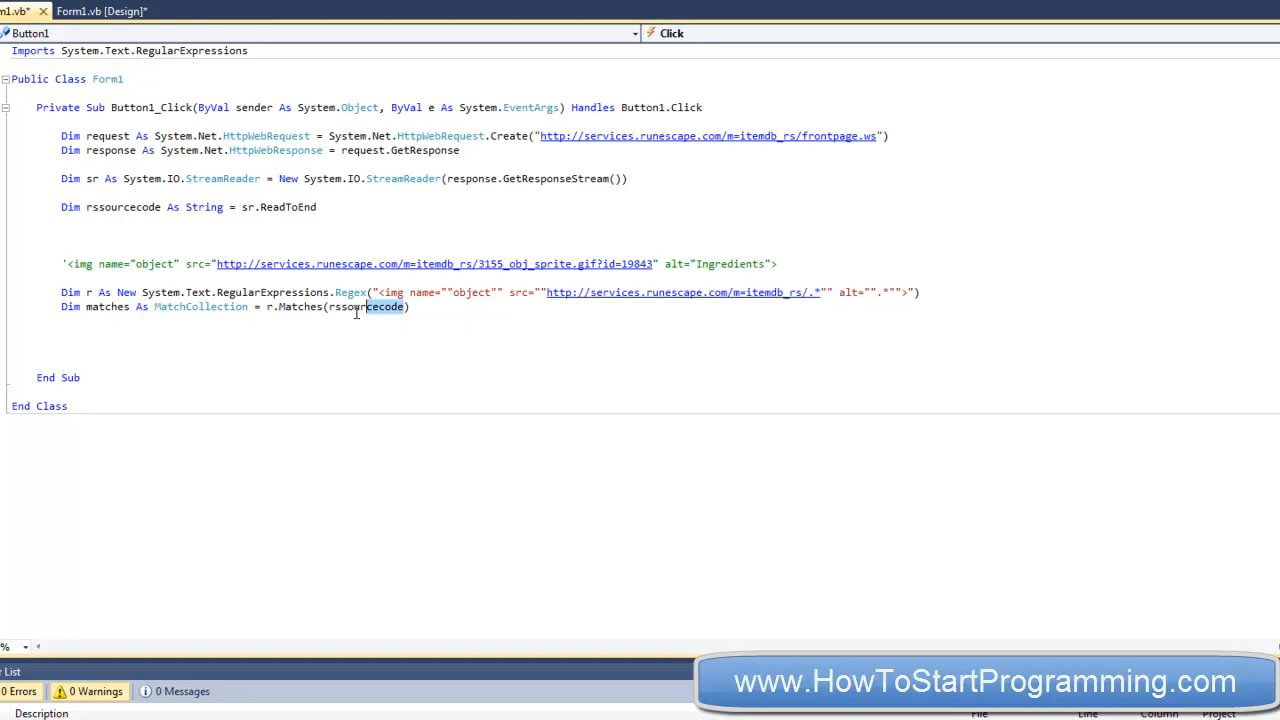 m1.vb* Form1.vb [Design]*
Button1 Click
Imports System.Text.RegularExpressions
Public Class Form1
Private Sub Button1_Click(ByVal sender As System.Object, ByVal e As System.EventArgs) Handles Button1.Click
Dim request As System.Net.HttpWebRequest = System.Net.HttpWebRequest.Create("http://services.runescape.com/m=itemdb_rs/frontpage.ws")
Dim response As System.Net.HttpWebResponse = request.GetResponse
Dim sr As System.IO.StreamReader = New System.IO.StreamReader(response.GetResponseStream())
Dim rssourcecode As String = sr.ReadToEnd
'<img name="object" src="http://services.runescape.com/m=itemdb_rs/3155_obj_sprite.gif?id=19843" alt="Ingredients">
Dim r As New System.Text.RegularExpressions.Regex("<img name=""object"" src=""http://services.runescape.com/m=itemdb_rs/.*"" alt="".*"">")
Dim matches As MatchCollection = r.Matches(rssourcecode)
End Sub
End Class
%
r List
0 Errors 0 Warnings 0 Messages
Description File Line Column Project
www.HowToStartProgramming.com